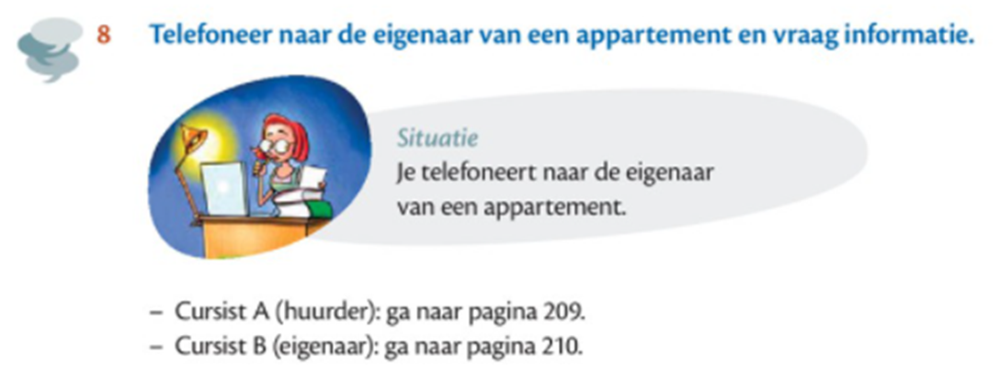 8 Telefoneer naar de eigenaar van een appartement en vraag informatie.
Situatie
Je telefoneert naar de eigenaar
van een appartement.
– Cursist A (huurder): ga naar pagina 209.
– Cursist B (eigenaar): ga naar pagina 210.